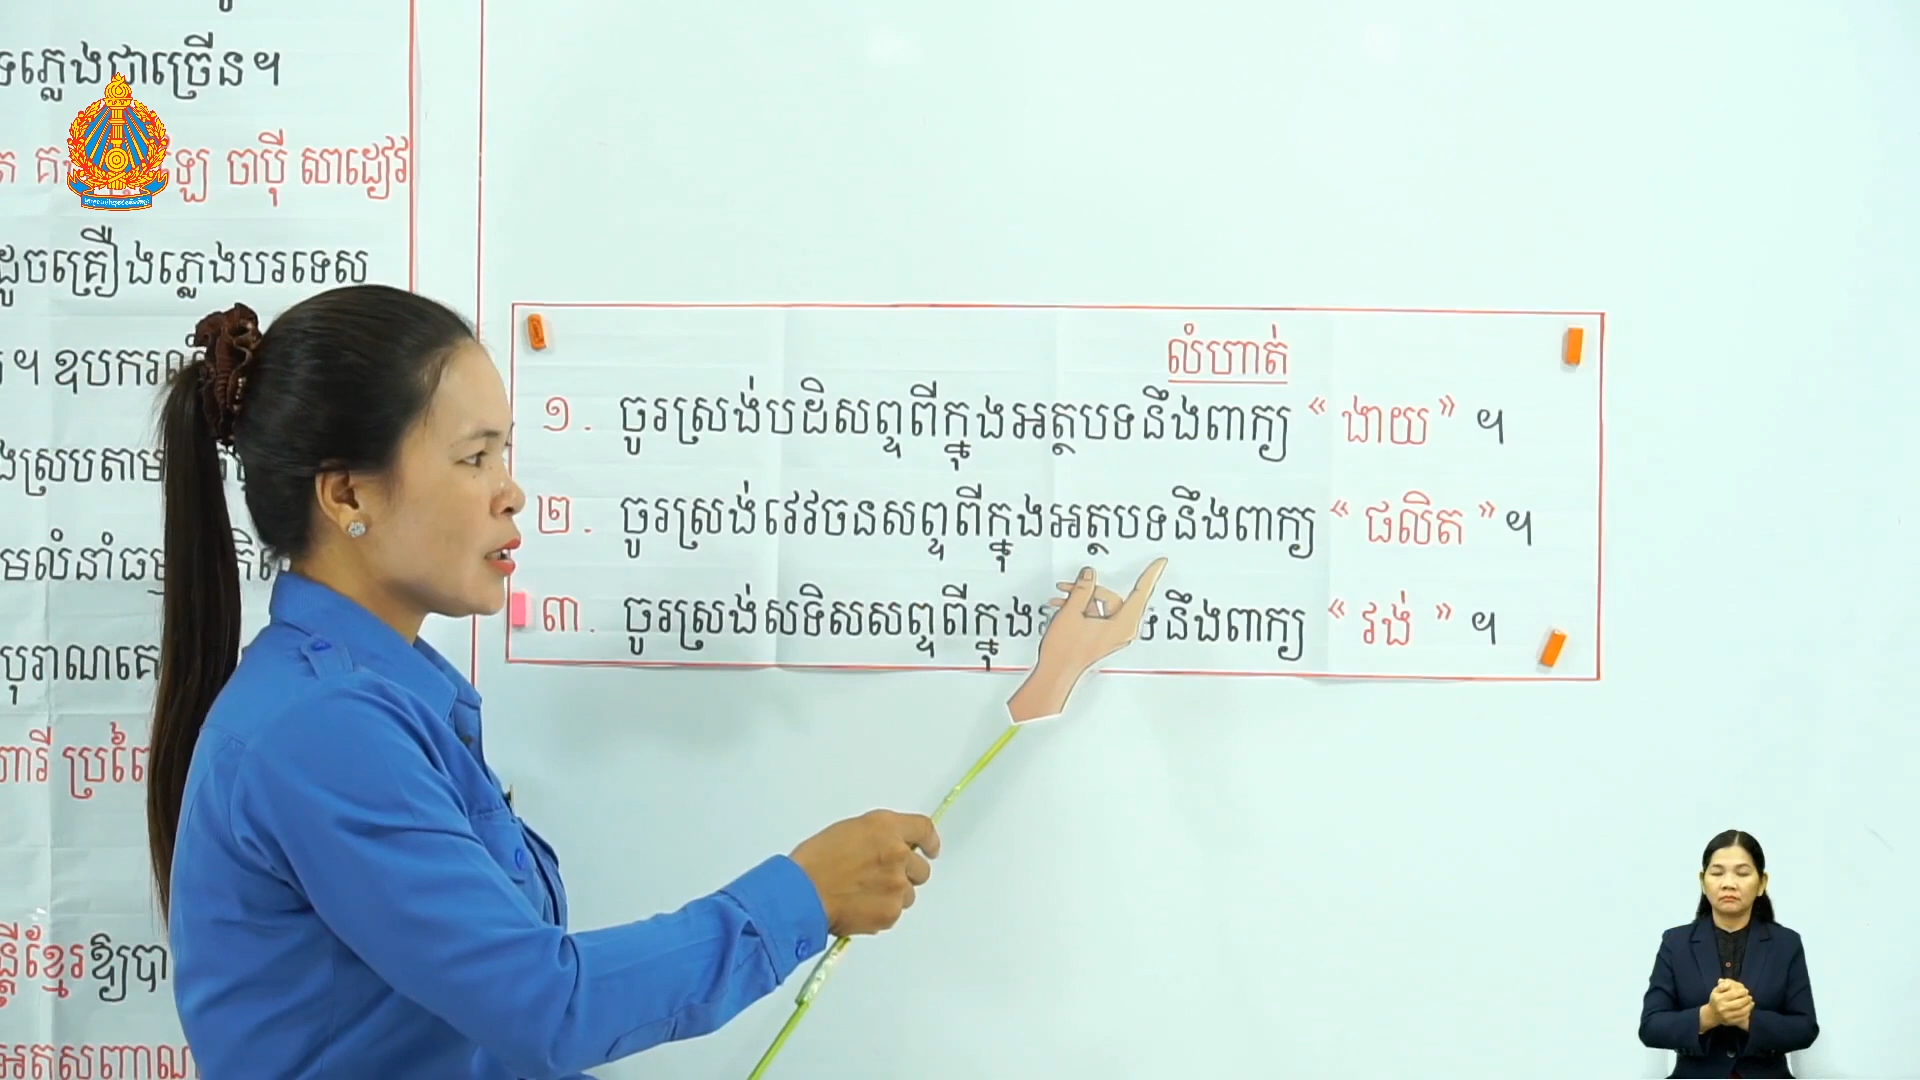 ភ្លេងជាច្រើន។
ចាប៉ី សាដៀវ
ដូចគ្រឿងភ្លេងបរទេស
។ ឧបករណ៍
ស្របតាម
មលំនាំធម្ម
បុរាណ
ខ្មែរឱ្យបា
លំហាត់
១. ចូរស្រង់បដិសព្ទពីក្នុងអត្ថបទនឹងពាក្យ “ ងាយ ” ។
២. ចូរស្រង់វេវចនសព្ទពីក្នុងអត្ថបទនឹងពាក្យ “ ផលិត ” ។
៣. ចូរស្រង់សទិសសព្ទពីក្នុង នឹងពាក្យ “ វង់ ” ។